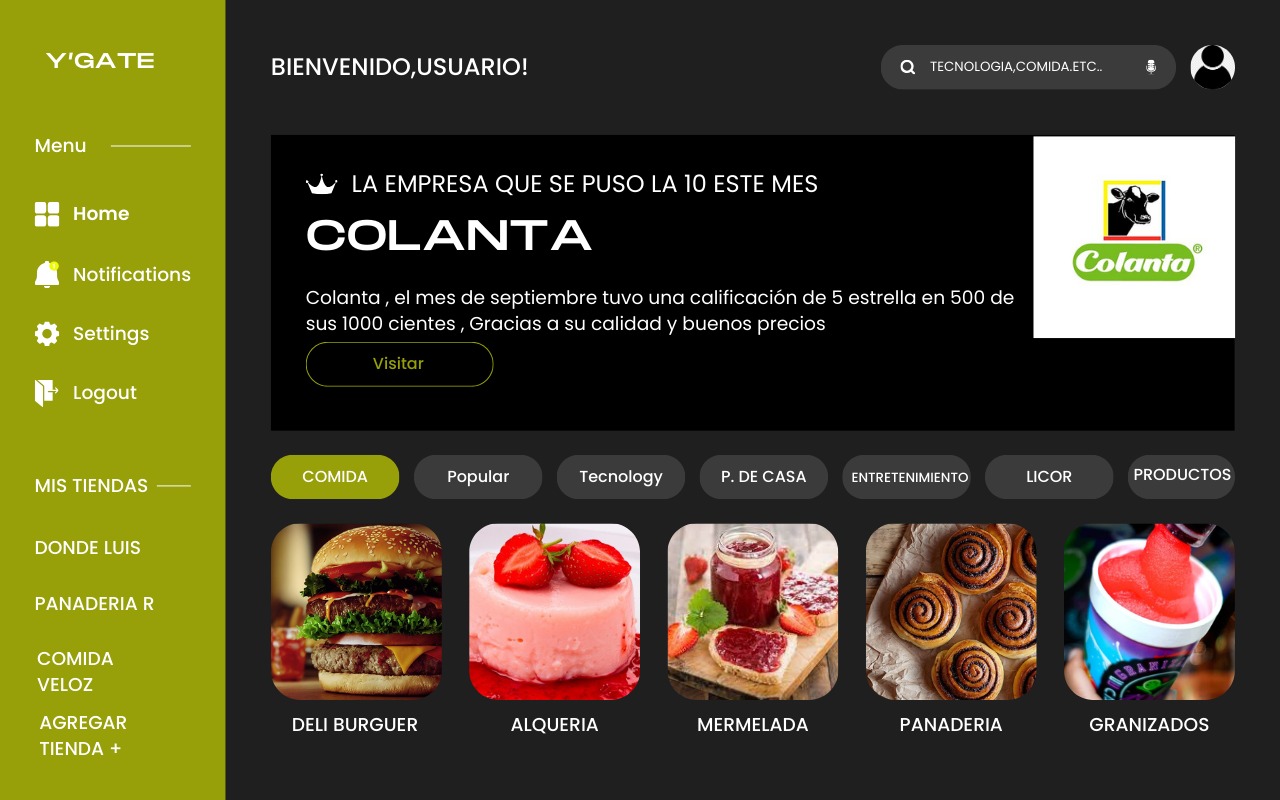 Y'GATE
Menu
Home
Notifications
Settings
Logout
MIS TIENDAS
DONDE LUIS
PANADERIA R
COMIDA
VELOZ
AGREGAR
TIENDA +
BIENVENIDO,USUARIO!
TECNOLOGIA,COMIDA.ETC..
LA EMPRESA QUE SE PUSO LA 10 ESTE MES
COLANTA
Colanta , el mes de septiembre tuvo una calificación de 5 estrella en 500 de
sus 1000 cientes , Gracias a su calidad y buenos precios
Visitar
Colanta®
COMIDA
Popular
Tecnology
P. DE CASA
ENTRETENIMIENTO
LICOR
PRODUCTOS
DELI BURGUER
ALQUERIA
MERMELADA
PANADERIA
GRANIZADOS